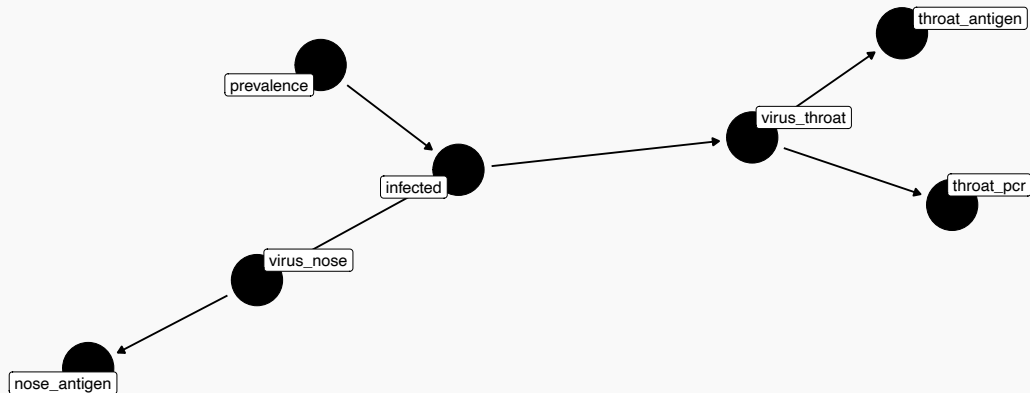 throat_antigen
prevalence
virus_throat
infected
throat_pcr
virus_nose
nose_antigen